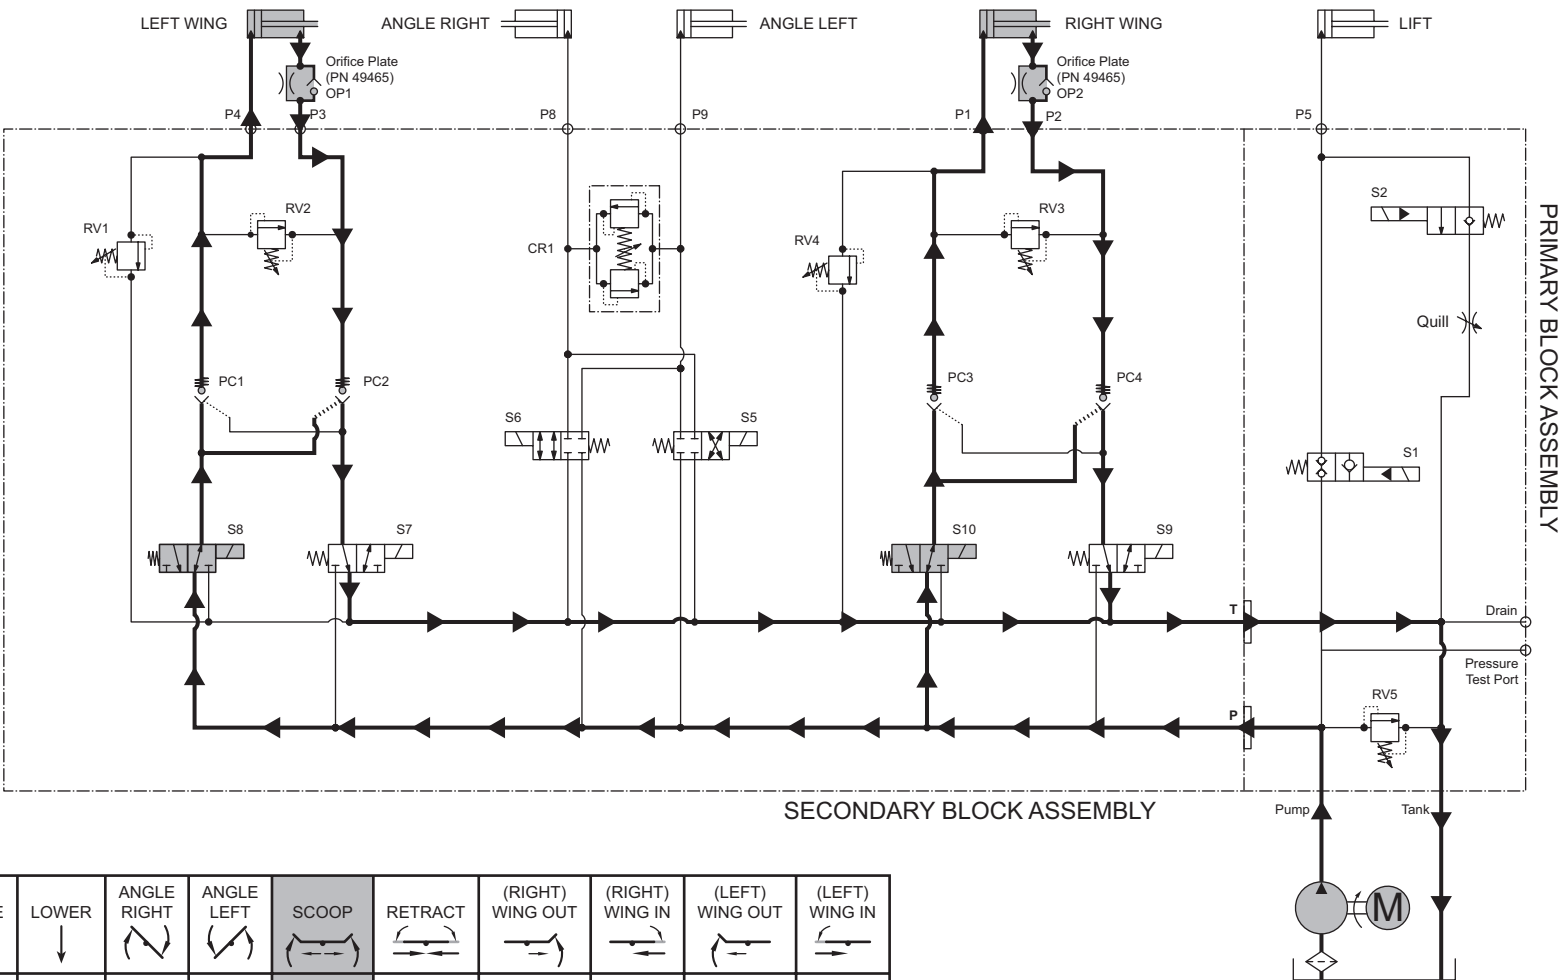 LEFT WING
ANGLE RIGHT
ANGLE LEFT
RIGHT WING
LIFT
Orifice Plate
(PN 49465)
OP1
Orifice Plate
(PN 49465)
OP2
P4
P3
P8
P9
P1
P2
P5
RV1
RV2
CR1
RV4
RV3
S2
Quill
PC1
PC2
PC3
PC4
S6
S5
S1
S8
S7
S10
S9
T
Drain
Pressure
Test Port
P
RV5
PRIMARY BLOCK ASSEMBLY
SECONDARY BLOCK ASSEMBLY
Pump
Tank
M
E
LOWER
ANGLE
RIGHT
ANGLE
LEFT
SCOOP
RETRACT
(RIGHT)
WING OUT
(RIGHT)
WING IN
(LEFT)
WING OUT
(LEFT)
WING IN